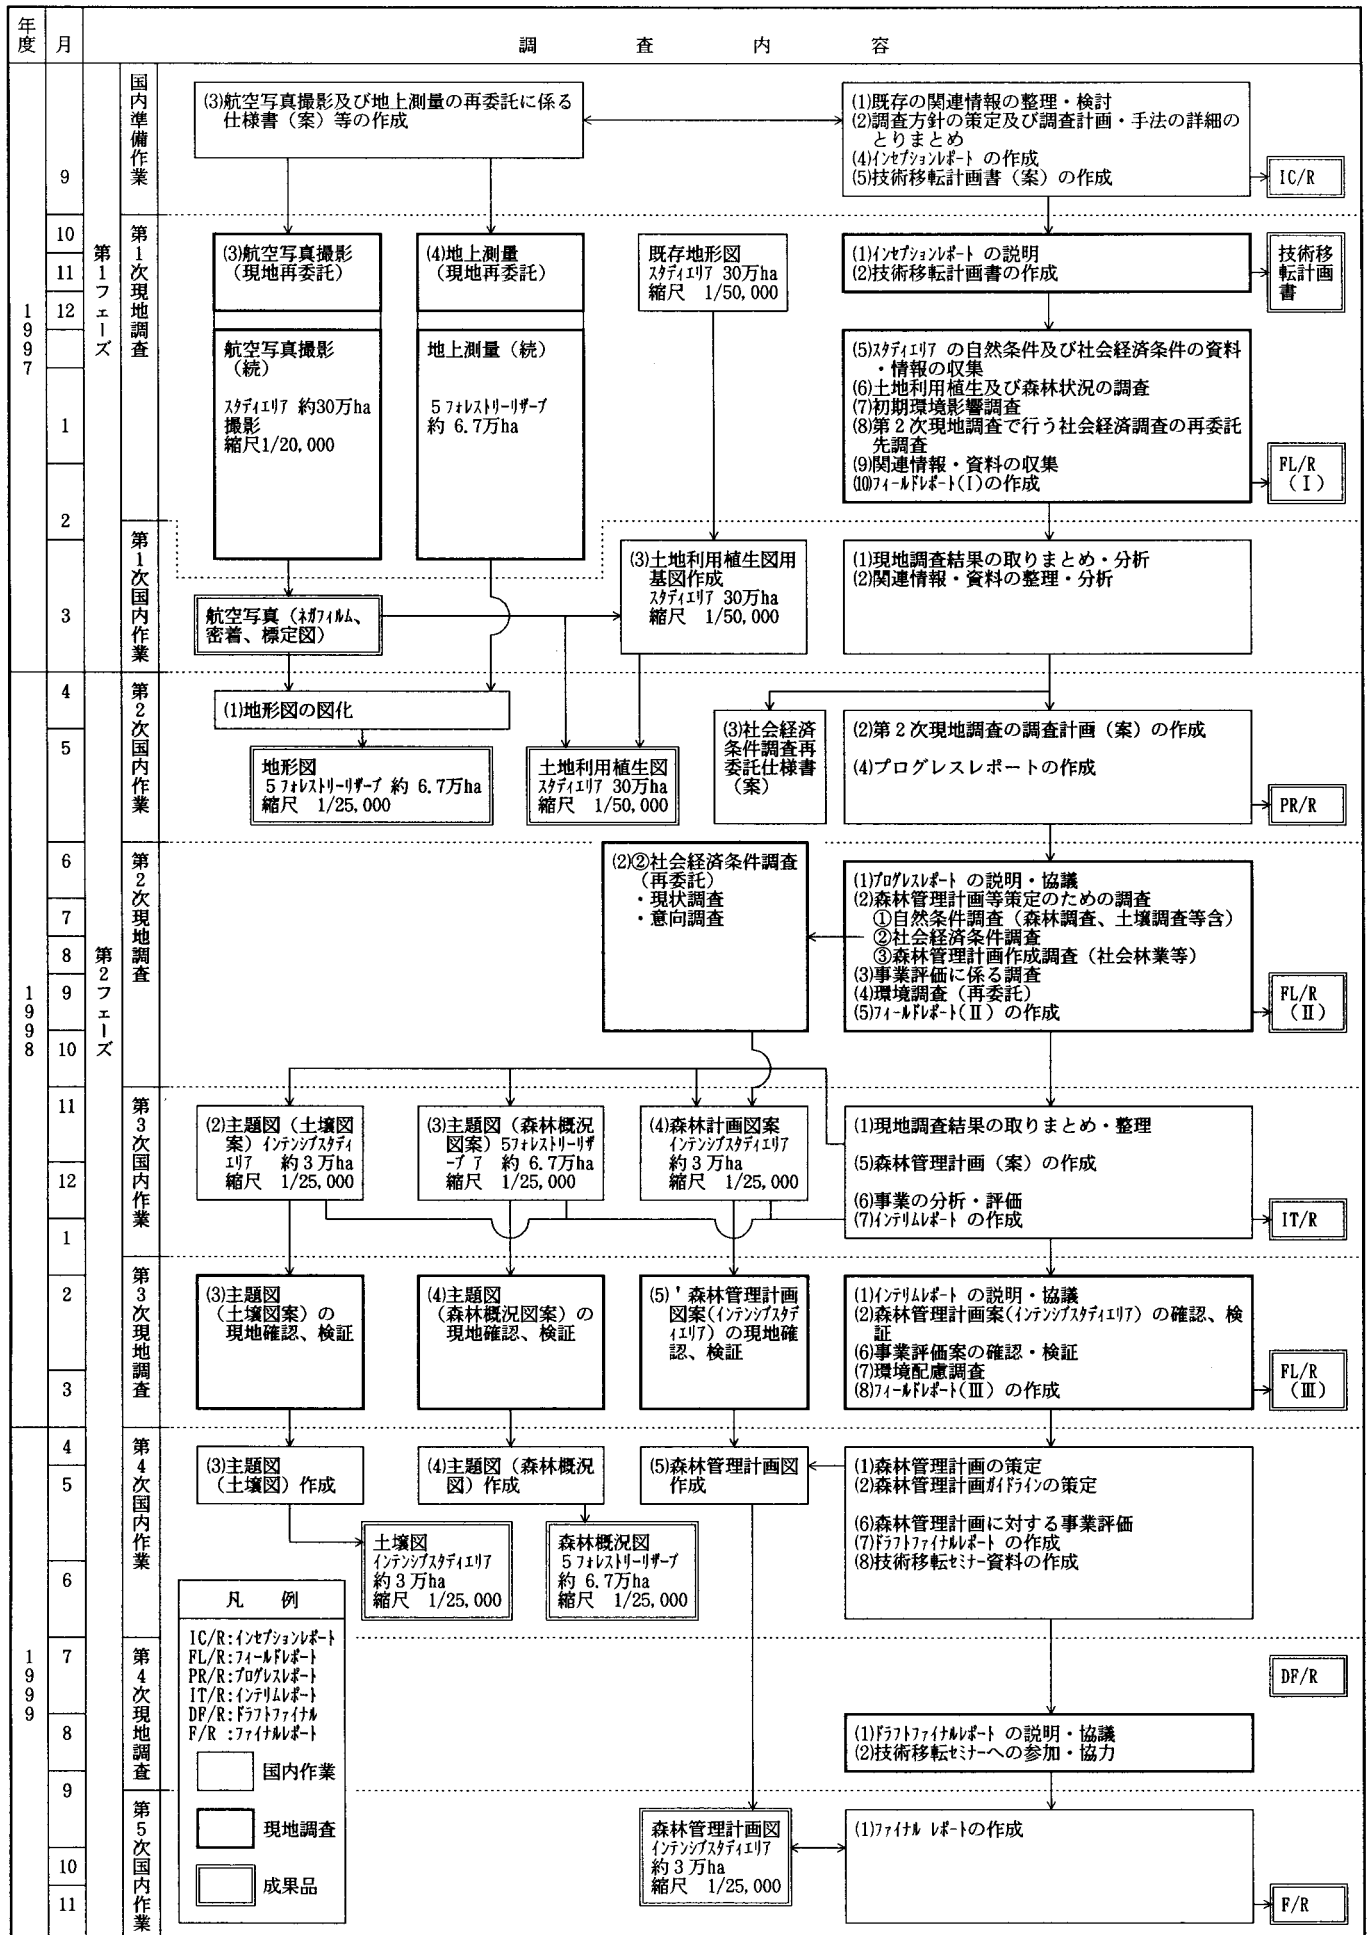 年度
月
調査内容
1997
9
10
11
12
1
2
3
1998
4
5
6
7
8
9
10
11
12
1
2
3
1999
4
5
6
7
8
9
10
11
第1フェーズ
第2フェーズ
国内準備作業
(3)航空写真撮影及び地上測量の再委託に係る
仕様書（案）等の作成
(1)既存の関連情報の整理・検討
(2)調査方針の策定及び調査計画・手法の詳細の
とりまとめ
(4)インセプションレポート の作成
(5)技術移転計画書（案）の作成
IC/R
第1次現地調査
(3)航空写真撮影
(現地再委託)
(4)地上測量
(現地再委託)
既存地形図
スタディエリア 30万ha
縮尺 1/50,000
(1)インセプションレポート の説明
(2)技術移転計画書の作成
技術移
転計画
書
航空写真撮影
(続)
スタディエリア 約30万ha
撮影
縮尺1/20,000
地上測量（続）
5フォレストリーリザーブ
約 6.7万ha
(5)スタディエリア の自然条件及び社会経済条件の資料
・情報の収集
(6)土地利用植生及び森林状況の調査
(7)初期環境影響調査
(8)第2次現地調査で行う社会経済調査の再委託
先調査
(9)関連情報・資料の収集
(10)フィールドレポート(I)の作成
FL/R
(I)
第1次国内作業
(3)土地利用植生図用
基図作成
スタディエリア 30万ha
縮尺 1/50,000
(1)現地調査結果の取りまとめ・分析
(2)関連情報・資料の整理・分析
航空写真（ネガフィルム、
密着、標定図）
第2次国内作業
(1)地形図の図化
(3)社会経済
条件調査再
委託仕様書
(案)
(2)第2次現地調査の調査計画（案）の作成
(4)プログレスレポートの作成
PR/R
地形図
5フォレストリーリザーブ 約 6.7万ha
縮尺 1/25,000
土地利用植生図
スタディエリア 30万ha
縮尺 1/50,000
第2次現地調査
(2)②社会経済条件調査
(再委託)
・現状調査
・意向調査
(1)プログレスレポート の説明・協議
(2)森林管理計画等策定のための調査
①自然条件調査（森林調査、土壌調査等含）
②社会経済条件調査
③森林管理計画作成調査（社会林業等）
(3)事業評価に係る調査
(4)環境調査（再委託）
(5)フィールドレポート(II) の作成
FL/R
(II)
第3次国内作業
(2)主題図（土壌図
案）インテンシブスタディ
エリア 約3万ha
縮尺 1/25,000
(3)主題図（森林概況
図案）5フォレストリーリザ
ーブ ア 約 6.7万ha
縮尺 1/25,000
(4)森林計画図案
インテンシブスタディエリア
約3万ha
縮尺 1/25,000
(1)現地調査結果の取りまとめ・整理
(5)森林管理計画（案）の作成
(6)事業の分析・評価
(7)インテリムレポート の作成
IT/R
第3次現地調査
(3)主題図
(土壌図案）の
現地確認、検証
(4)主題図
(森林概況図案）の
現地確認、検証
(5)'森林管理計画
図案(インテンシブスタデ
ィエリア）の現地確
認、検証
(1)インテリムレポート の説明・協議
(2)森林管理計画案(インテンシブスタディエリア）の確認、検
証
(6)事業評価案の確認・検証
(7)環境配慮調査
(8)フィールドレポート(III) の作成
FL/R
(III)
第4次国内作業
(3)主題図
(土壌図）作成
(4)主題図（森林概況
図）作成
(5)森林管理計画図
作成
(1)森林管理計画の策定
(2)森林管理計画ガイドラインの策定
(6)森林管理計画に対する事業評価
(7)ドラフトファイナルレポート の作成
(8)技術移転セミナー資料の作成
土壌図
インテンシブスタディエリア
約3万ha
縮尺 1/25,000
森林概況図
5フォレストリーリザーブ
約 6.7万ha
縮尺 1/25,000
凡例
IC/R:インセプションレポート
FL/R:フィールドレポート
PR/R:プログレスレポート
IT/R:インテリムレポート
DF/R:ドラフトファイナル
F/R :ファイナルレポート
国内作業
現地調査
成果品
第4次現地調査
DF/R
(1)ドラフトファイナルレポート の説明・協議
(2)技術移転セミナーへの参加・協力
第5次国内作業
森林管理計画図
インテンシブスタディエリア
約3万ha
縮尺 1/25,000
(1)ファイナル レポートの作成
F/R